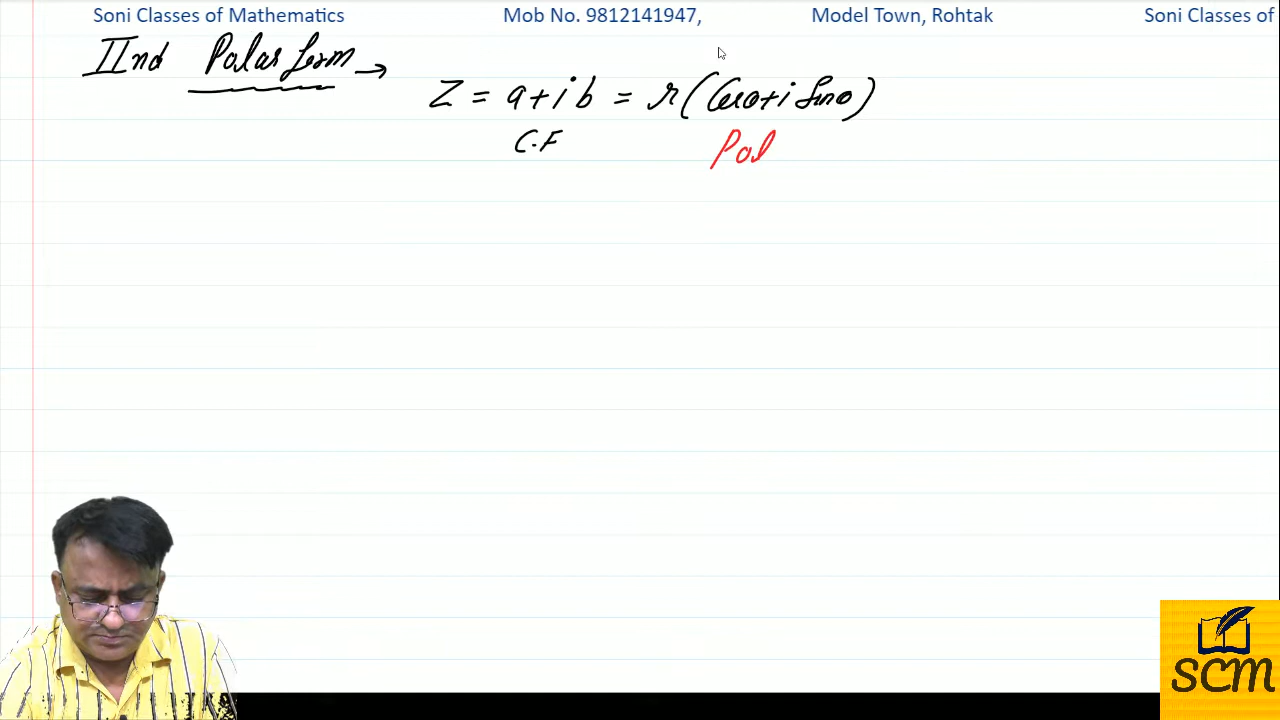 Soni Classes of Mathematics Mob No. 9812141947, Model Town, Rohtak Soni Classes of
IInd Polar form →
Z = a+ib = r(Cosθ+i Sinθ)
C.F Pol
SCM